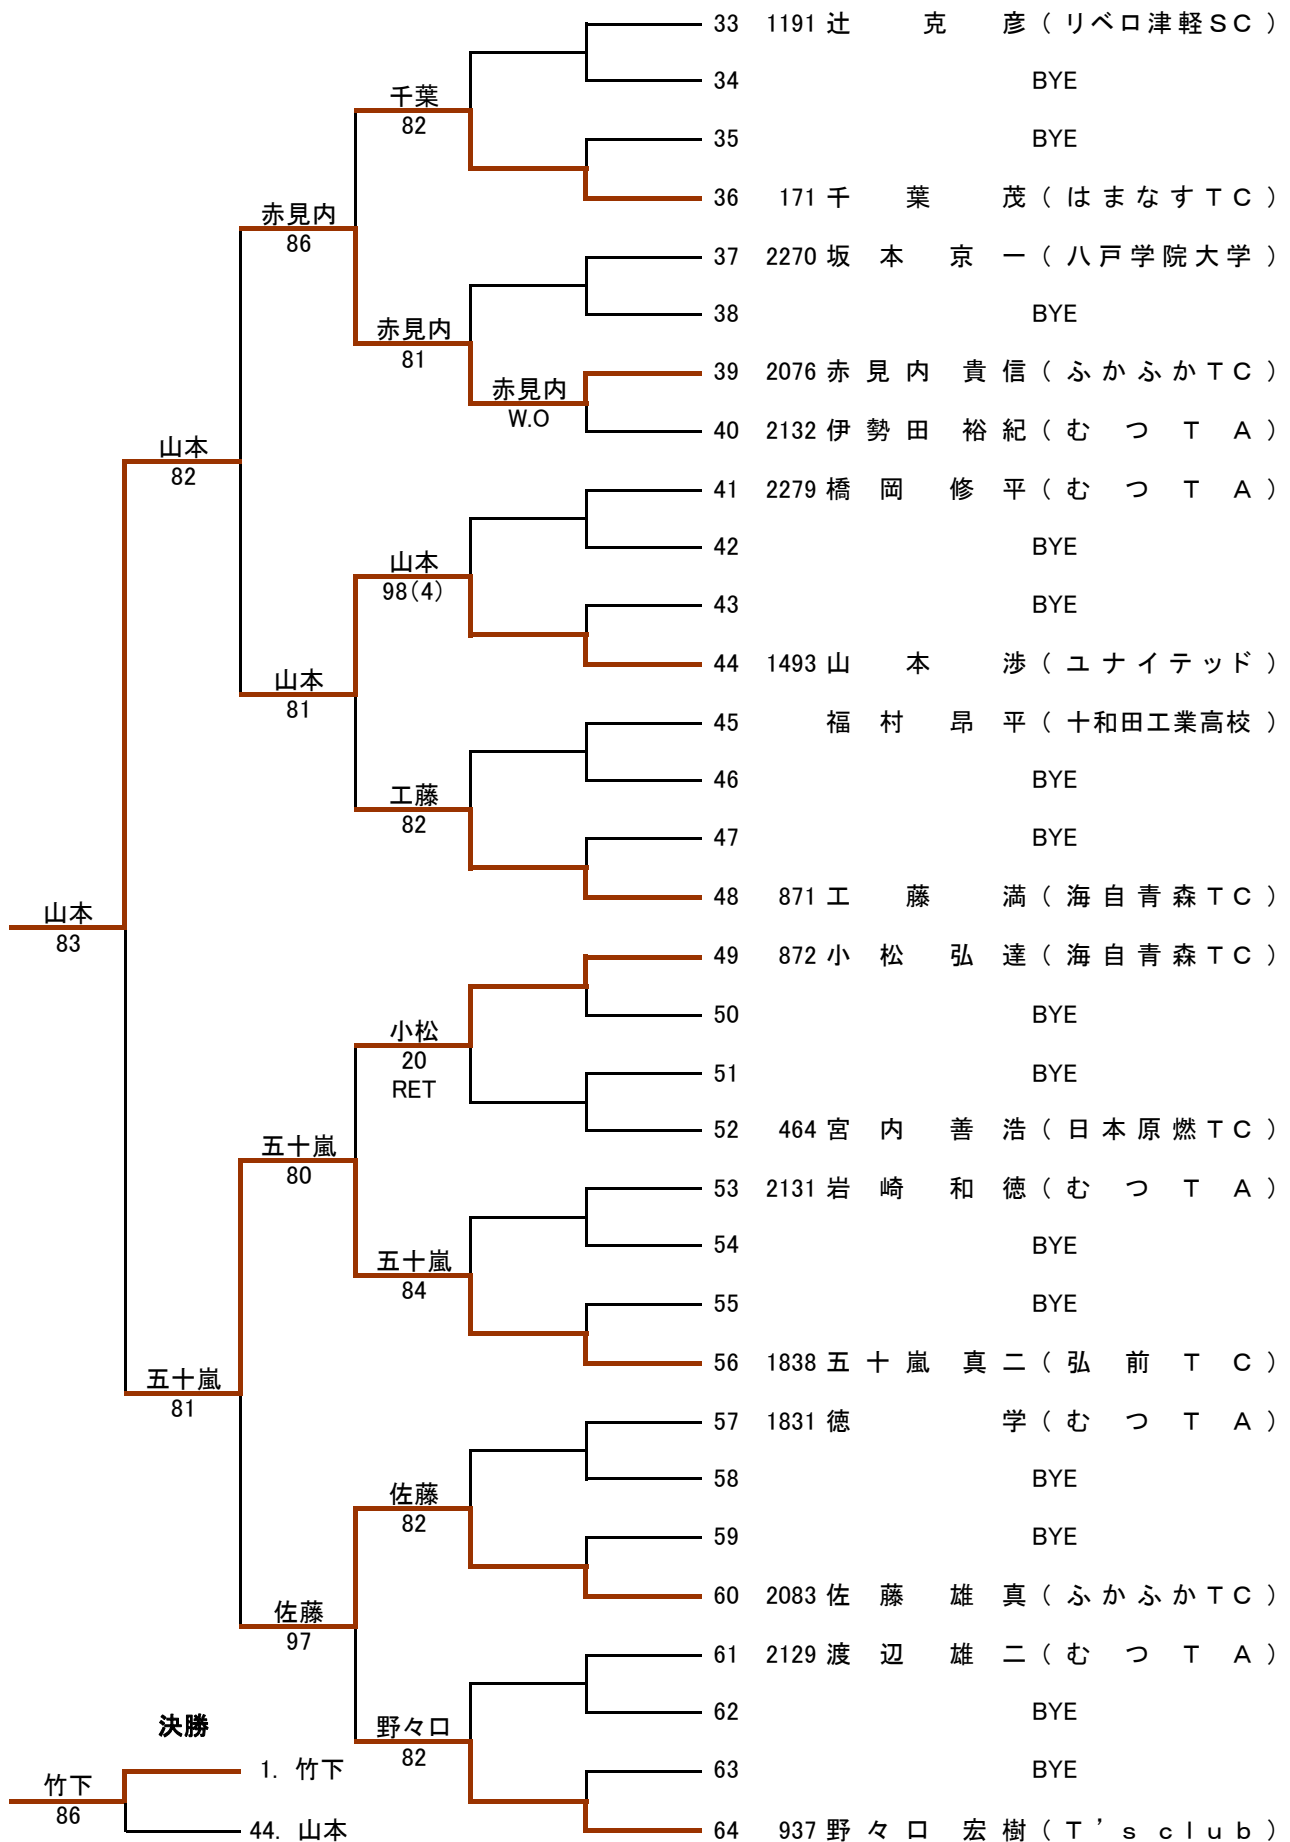 33 1191 辻 克 彦 ( リベロ津軽SC )
34 BYE
千葉
82
35 BYE
36 171 千 葉 茂 ( はまなすTC )
赤見内
86
37 2270 坂 本 京 一 ( 八戸学院大学 )
38 BYE
赤見内
81
39 2076 赤 見 内 貴 信 ( ふかふかTC )
赤見内
W.O
40 2132 伊 勢 田 裕 紀 ( む つ T A )
山本
82
41 2279 橋 岡 修 平 ( む つ T A )
42 BYE
山本
98(4)
43 BYE
44 1493 山 本 渉 ( ユナイテッド )
山本
81
45 福 村 昂 平 ( 十和田工業高校 )
46 BYE
工藤
82
47 BYE
48 871 工 藤 満 ( 海自青森TC )
山本
83
49 872 小 松 弘 達 ( 海自青森TC )
50 BYE
小松
20
RET
51 BYE
52 464 宮 内 善 浩 ( 日本原燃TC )
五十嵐
80
53 2131 岩 崎 和 徳 ( む つ T A )
54 BYE
五十嵐
84
55 BYE
56 1838 五 十 嵐 真 二 ( 弘 前 T C )
五十嵐
81
57 1831 徳 学 ( む つ T A )
58 BYE
佐藤
82
59 BYE
60 2083 佐 藤 雄 真 ( ふかふかTC )
佐藤
97
61 2129 渡 辺 雄 二 ( む つ T A )
62 BYE
野々口
82
63 BYE
64 937 野 々 口 宏 樹 ( T’s club )
決勝
1. 竹下
竹下
86
44. 山本